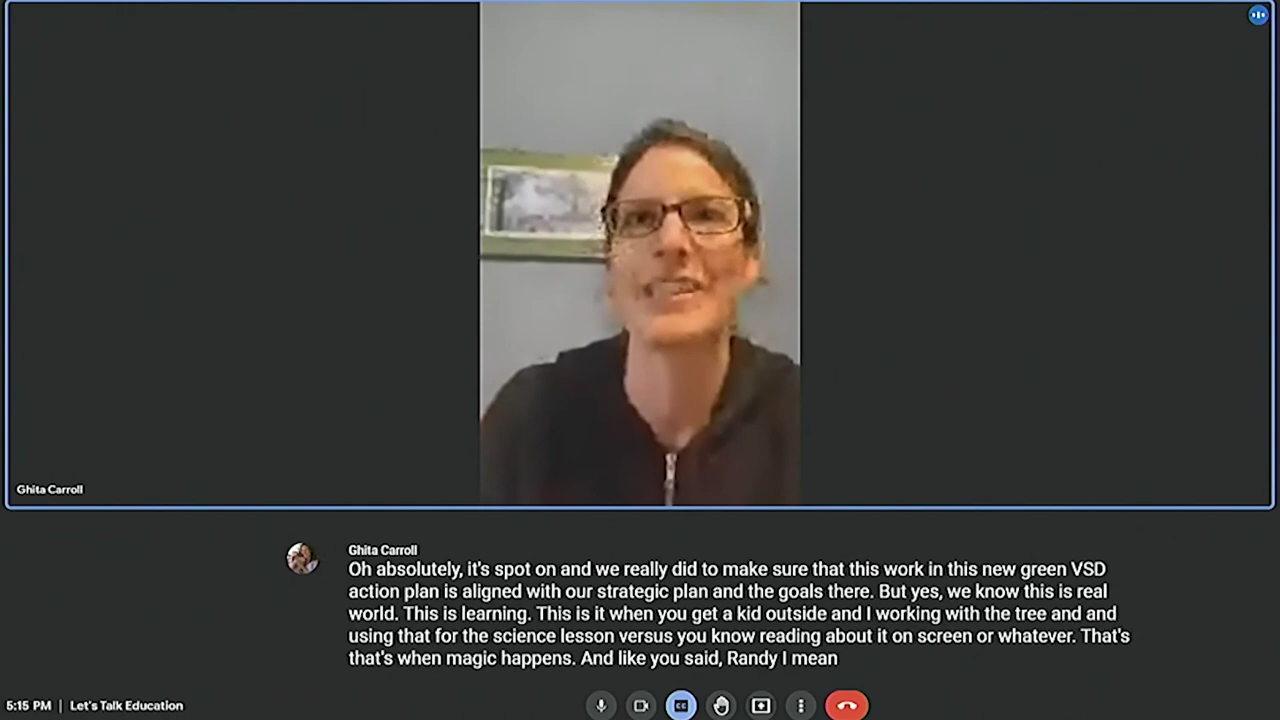 Ghita Carroll
Ghita Carroll
Oh absolutely, it's spot on and we really did to make sure that this work in this new green VSD
action plan is aligned with our strategic plan and the goals there. But yes, we know this is real
world. This is learning. This is it when you get a kid outside and I working with the tree and and
using that for the science lesson versus you know reading about it on screen or whatever. That's
that's when magic happens. And like you said, Randy I mean
CC
5:15 PM | Let's Talk Education